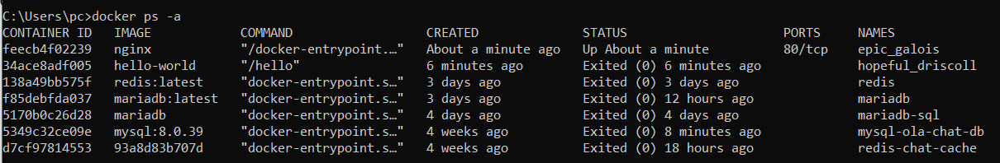 C:\Users\pc>docker ps -a
CONTAINER ID   IMAGE            COMMAND                  CREATED              STATUS                      PORTS     NAMES
feecb4f02239   nginx            "/docker-entrypoint.…"   About a minute ago   Up About a minute           80/tcp    epic_galois
34ace8adf005   hello-world      "/hello"                 6 minutes ago        Exited (0) 6 minutes ago              hopeful_driscoll
138a49bb575f   redis:latest     "docker-entrypoint.s…"   3 days ago           Exited (0) 3 days ago                 redis
f85debfda037   mariadb:latest   "docker-entrypoint.s…"   3 days ago           Exited (0) 12 hours ago               mariadb
5170b0c26d28   mariadb          "docker-entrypoint.s…"   4 days ago           Exited (0) 4 days ago                 mariadb-sql
5349c32ce09e   mysql:8.0.39     "docker-entrypoint.s…"   4 weeks ago          Exited (0) 8 minutes ago              mysql-ola-chat-db
d7cf97814553   93a8d83b707d     "docker-entrypoint.s…"   4 weeks ago          Exited (0) 18 hours ago               redis-chat-cache